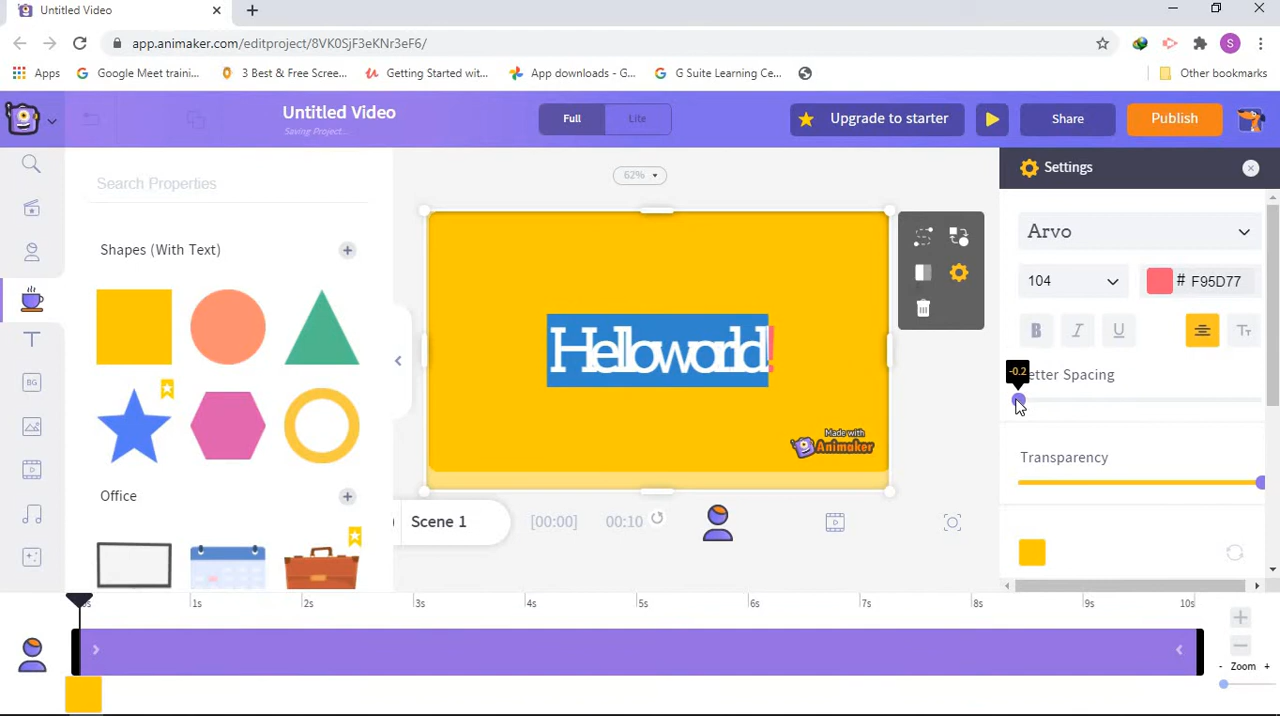 Untitled Video
app.animaker.com/editproject/8VK0SjF3eKNr3eF6/
S
Apps
Google Meet traini...
3 Best & Free Scree...
Getting Started wit...
App downloads - G...
G Suite Learning Ce...
Other bookmarks
Untitled Video
Saving Project...
Full
Lite
Upgrade to starter
Share
Publish
Search Properties
62%
Settings
Shapes (With Text)
Arvo
104
# F95D77
B I U
Tт
BG
Helloworld!
-0.2
etter Spacing
Made with
Animaker
Transparency
Office
Scene 1
[00:00]
00:10
s
1s
2s
3s
4s
5s
6s
7s
8s
9s
10s
- Zoom +